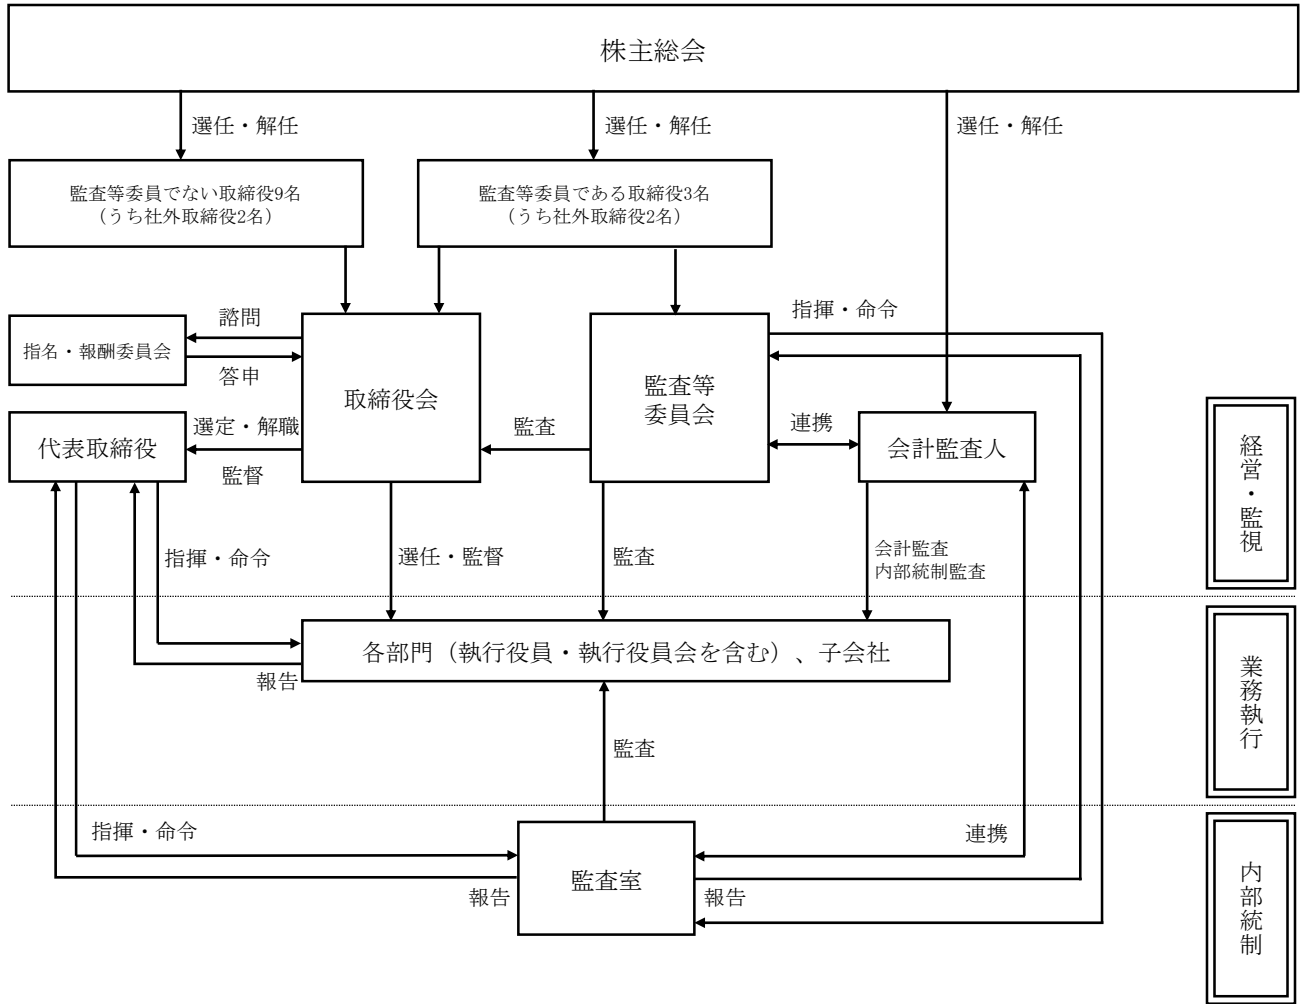 株主総会
選任・解任
選任・解任
選任・解任
監査等委員でない取締役9名
（うち社外取締役2名）
監査等委員である取締役3名
（うち社外取締役2名）
指揮・命令
諮問
指名・報酬委員会
答申
取締役会
監査等
委員会
代表取締役
選定・解職
監督
監査
連携
会計監査人
経営・監視
指揮・命令
選任・監督
監査
会計監査
内部統制監査
各部門（執行役員・執行役員会を含む）、子会社
報告
業務執行
監査
指揮・命令
連携
監査室
報告
報告
内部統制